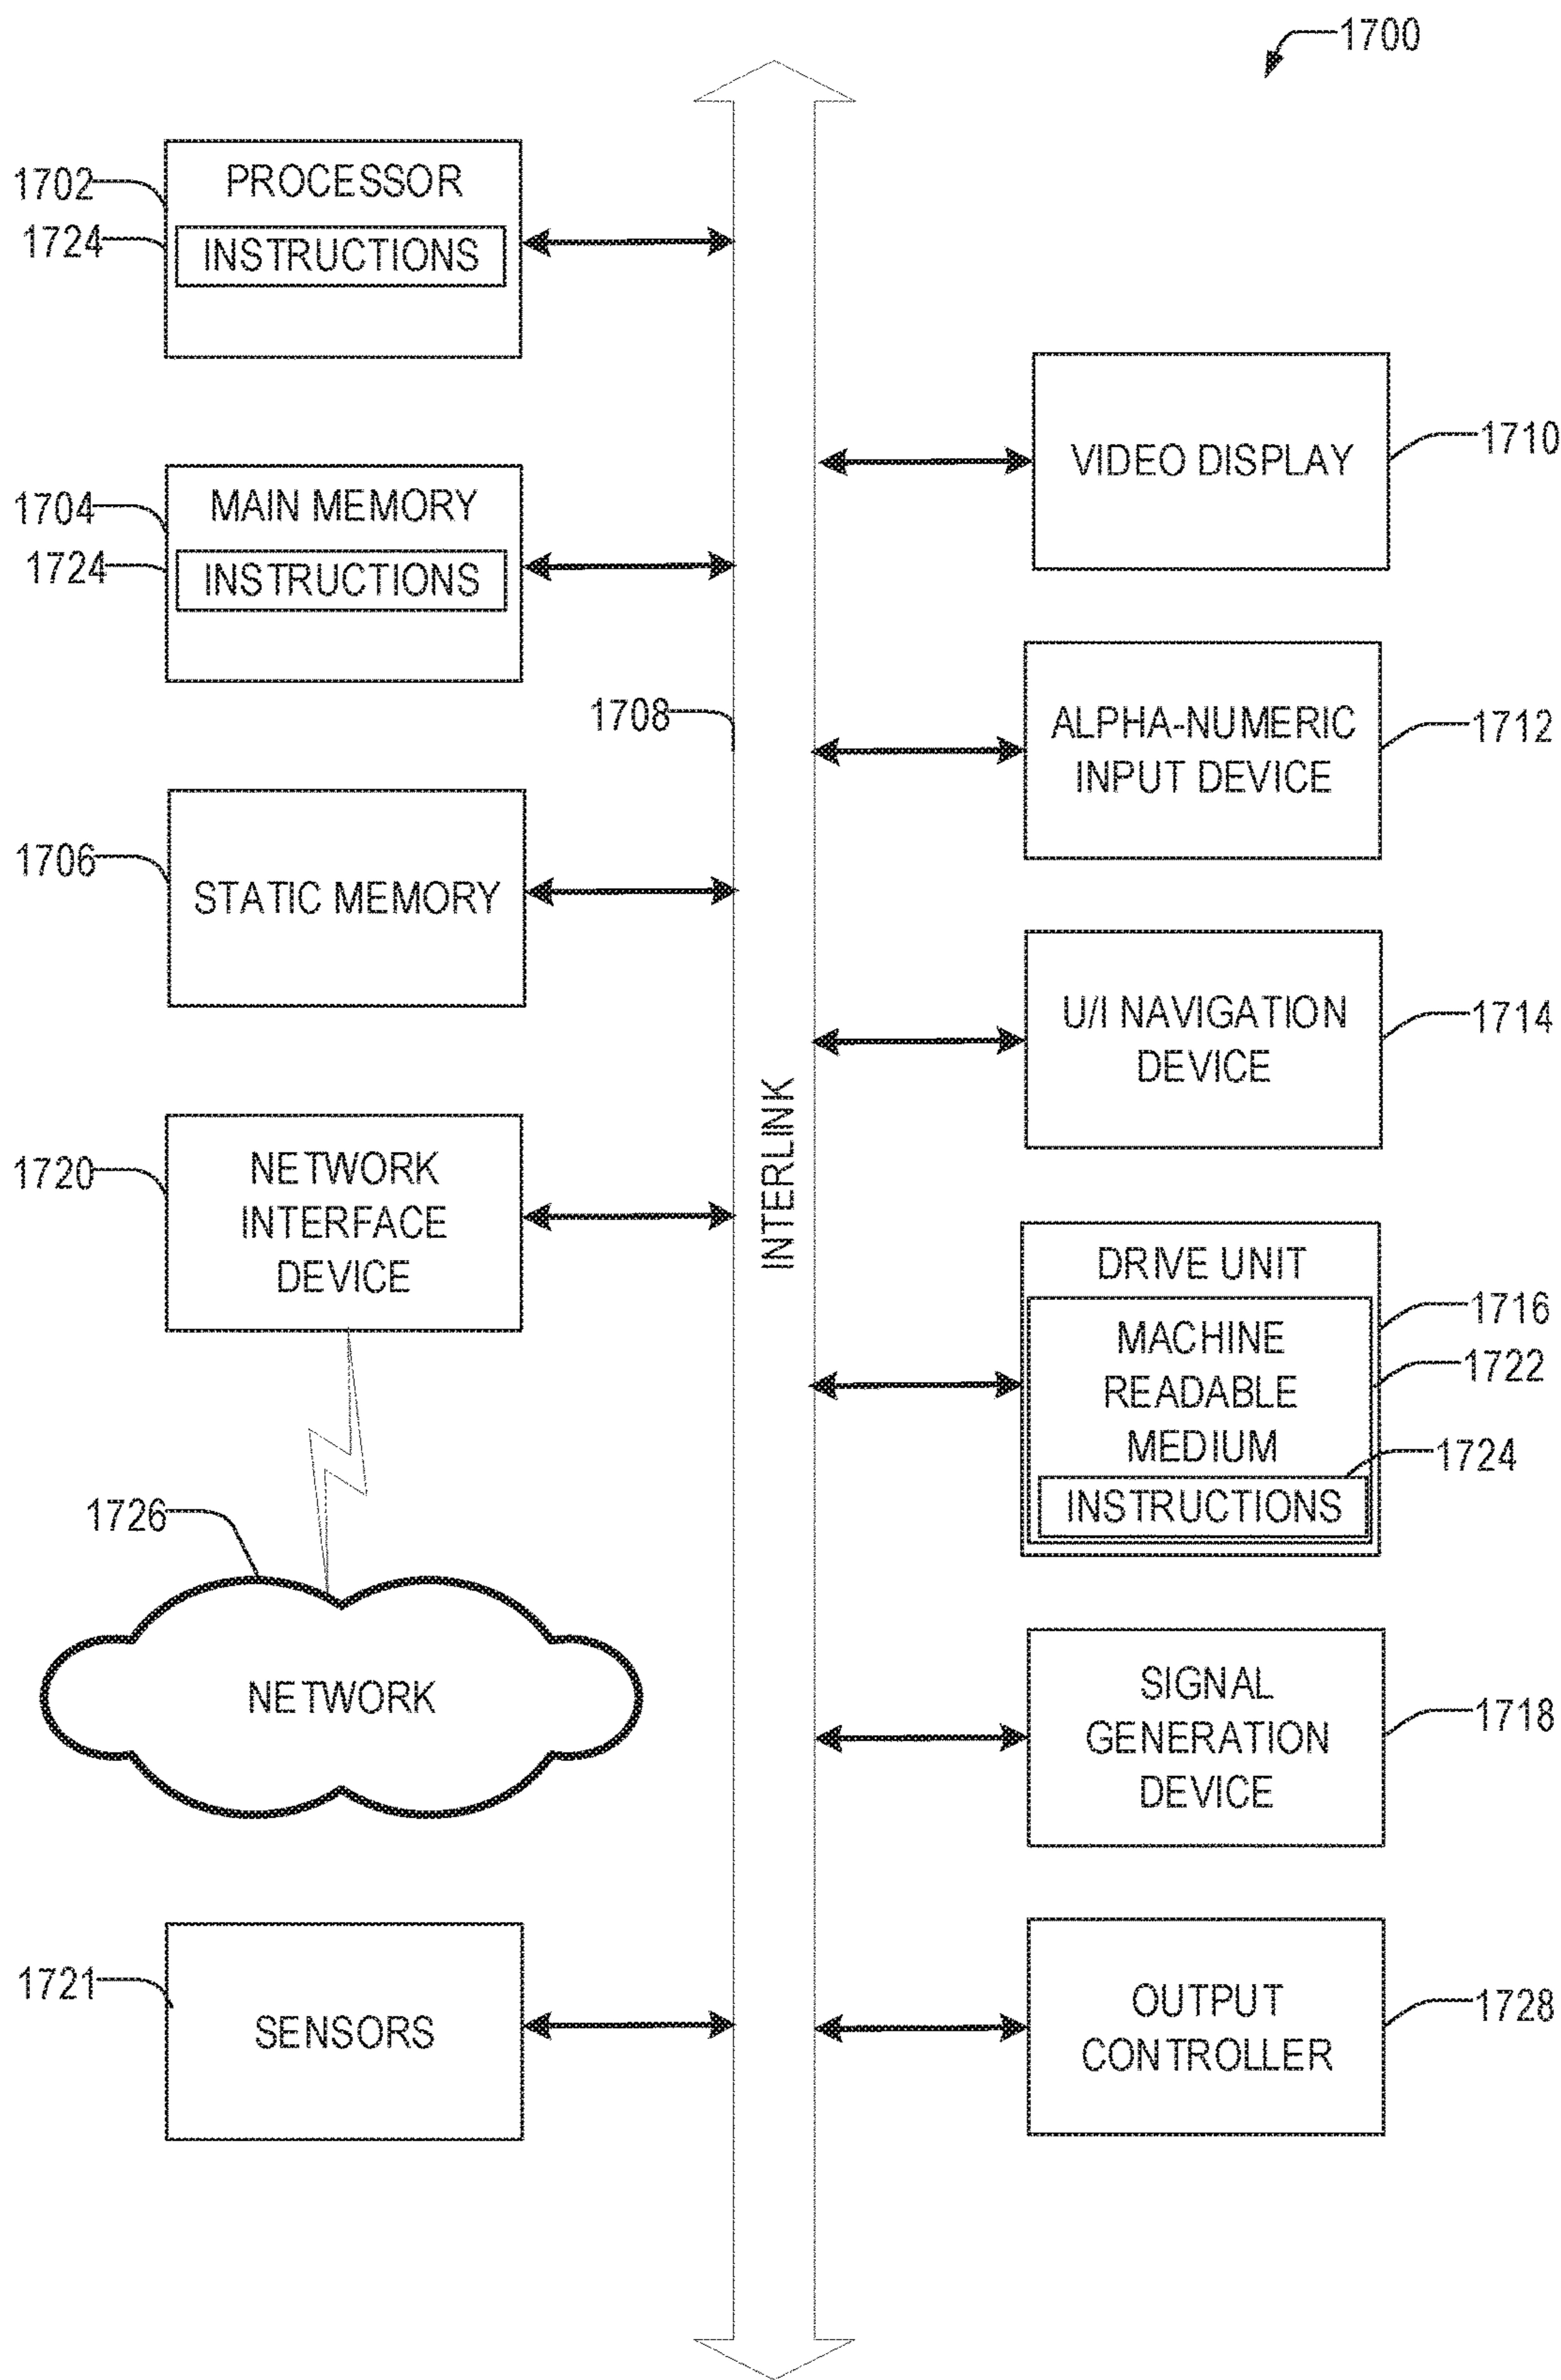 1700
1702
PROCESSOR
1724
INSTRUCTIONS
1704
MAIN MEMORY
1724
INSTRUCTIONS
1708
1706
STATIC MEMORY
1720
NETWORK
INTERFACE
DEVICE
1726
NETWORK
1721
SENSORS
INTERLINK
VIDEO DISPLAY
1710
ALPHA-NUMERIC
INPUT DEVICE
1712
U/I NAVIGATION
DEVICE
1714
DRIVE UNIT
1716
MACHINE
READABLE
MEDIUM
1722
1724
INSTRUCTIONS
SIGNAL
GENERATION
DEVICE
1718
OUTPUT
CONTROLLER
1728